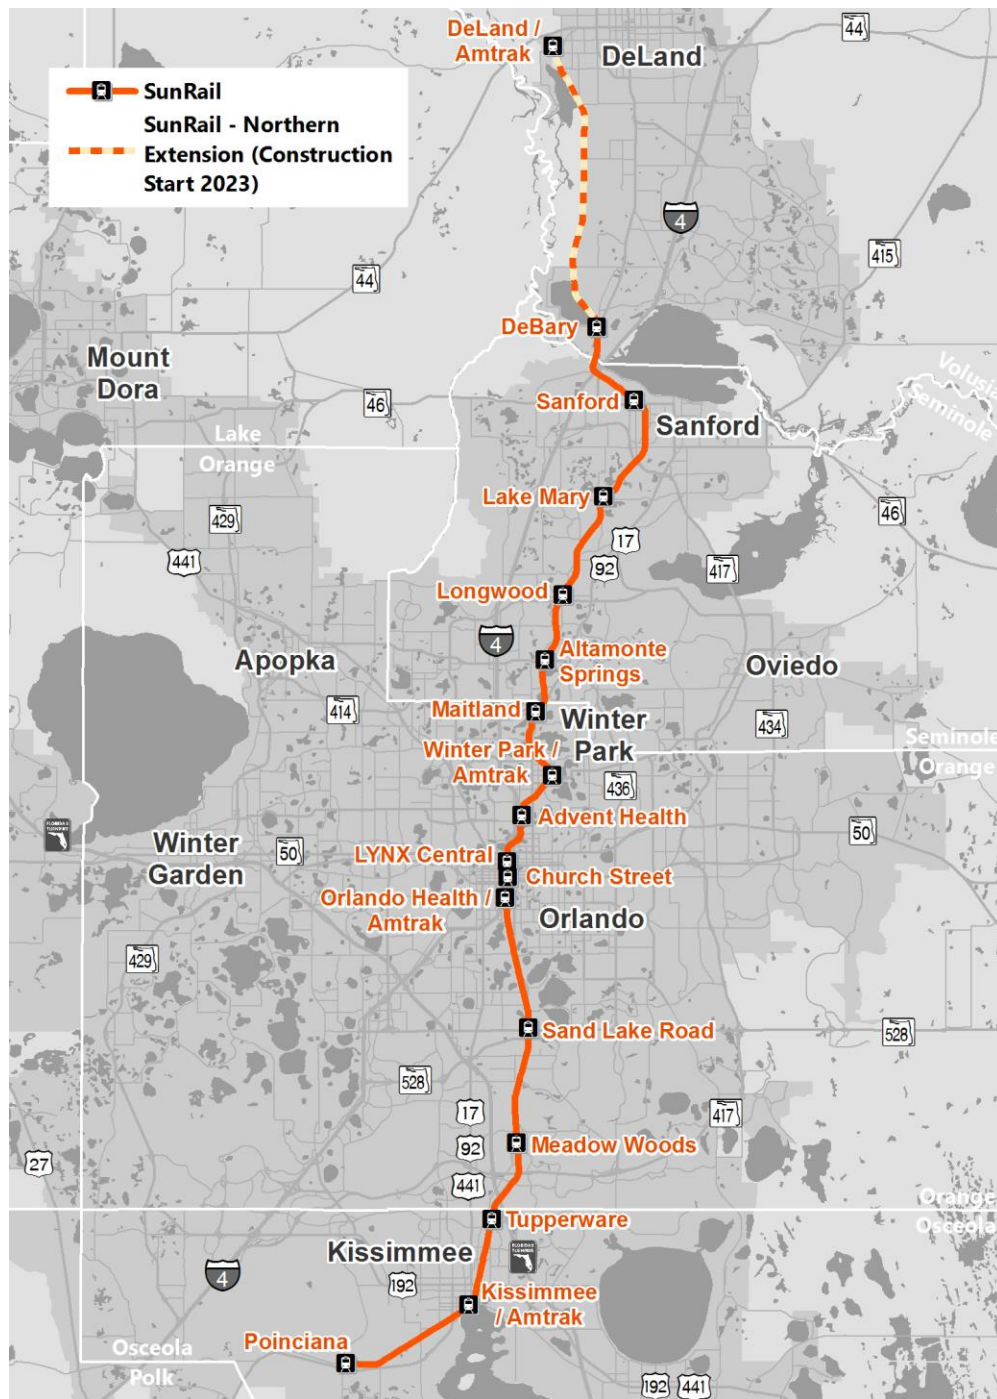 DeLand /
Amtrak
DeLand
44
SunRail
SunRail - Northern
Extension (Construction
Start 2023)
4
415
44
DeBary
Mount
Dora
46
Sanford
Sanford
Volusia
Seminole
Lake
Orange
Lake Mary
429
46
17
441
92
417
Longwood
4
Altamonte
Springs
Apopka
Oviedo
Maitland
414
Winter
Park
434
Seminole
Orange
Winter Park /
Amtrak
436
Advent Health
50
Winter
Garden
50
LYNX Central
Church Street
Orlando Health /
Amtrak
Orlando
429
Sand Lake Road
528
528
17
417
92
Meadow Woods
27
441
Orange
Osceola
Tupperware
Kissimmee
4
192
Kissimmee
/ Amtrak
Poinciana
Osceola
Polk
192
441